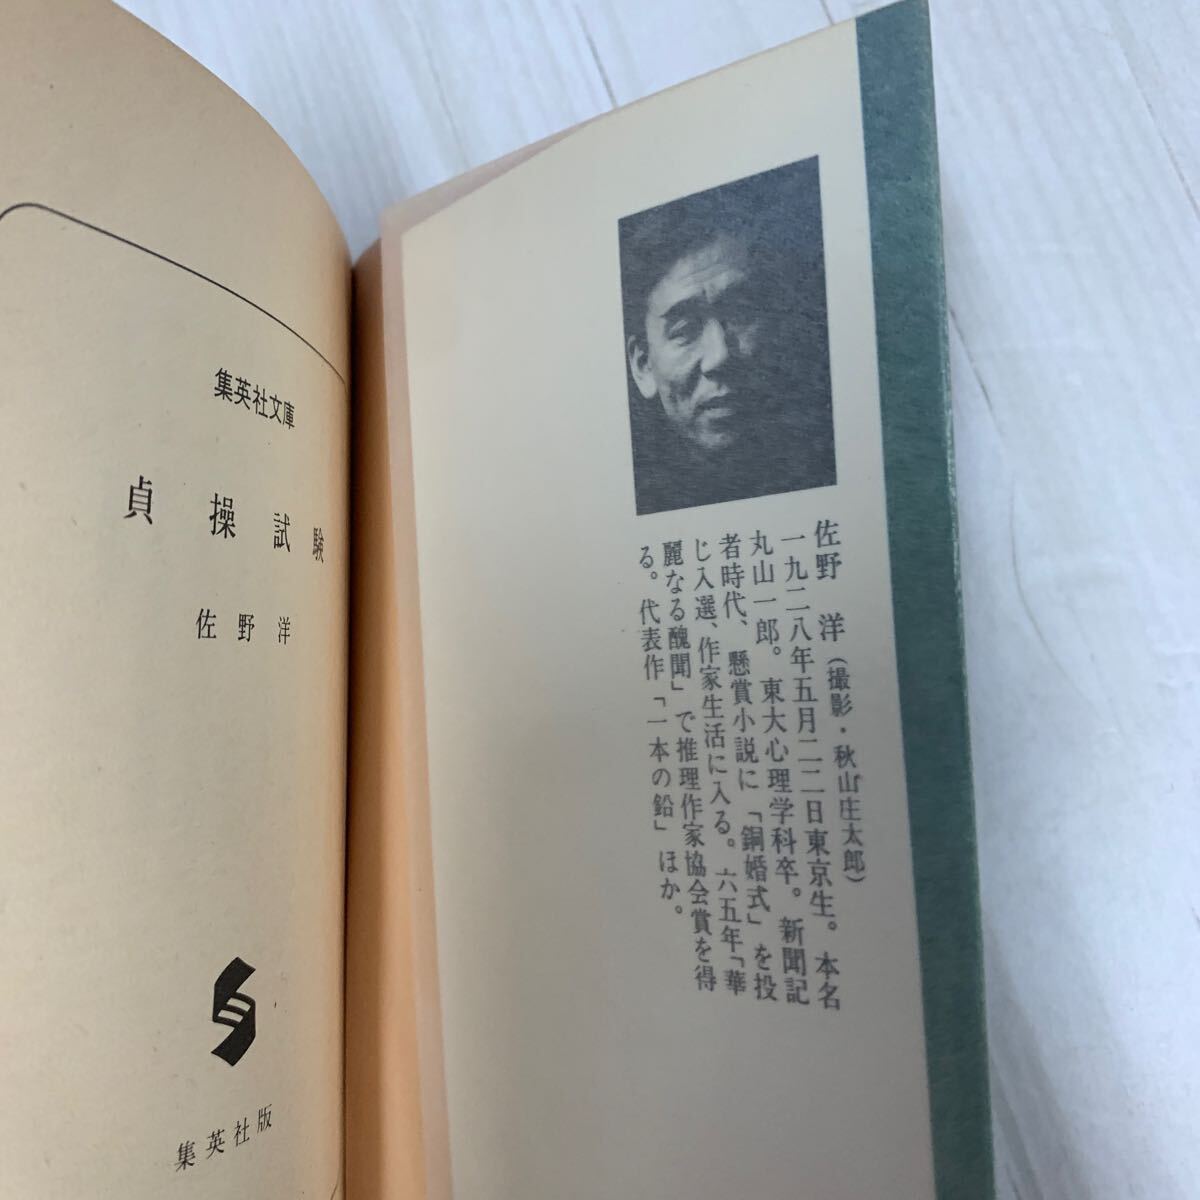 集英社文庫
貞操試験
佐野洋
集英社版
佐野 洋(撮影・秋山庄太郎)
一九二八年五月二二日東京生。本名
丸山一郎。東大心理学科卒。新聞記
者時代、懸賞小説に「銅婚式」を投
じ入選、作家生活に入る。六五年「華
麗なる醜聞」で推理作家協会賞を得
る。代表作「一本の鉛」ほか。